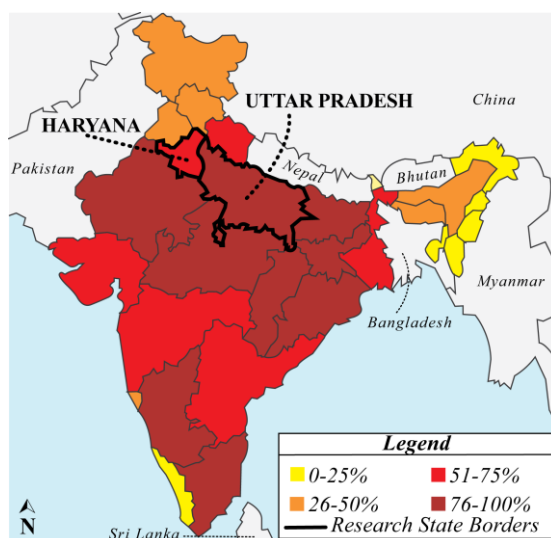 UTTAR PRADESH
China
HARYANA
Pakistan
Nepal
Bhutan
Myanmar
Bangladesh
Legend
0-25%
51-75%
26-50%
76-100%
Research State Borders
N
Sri Lanka